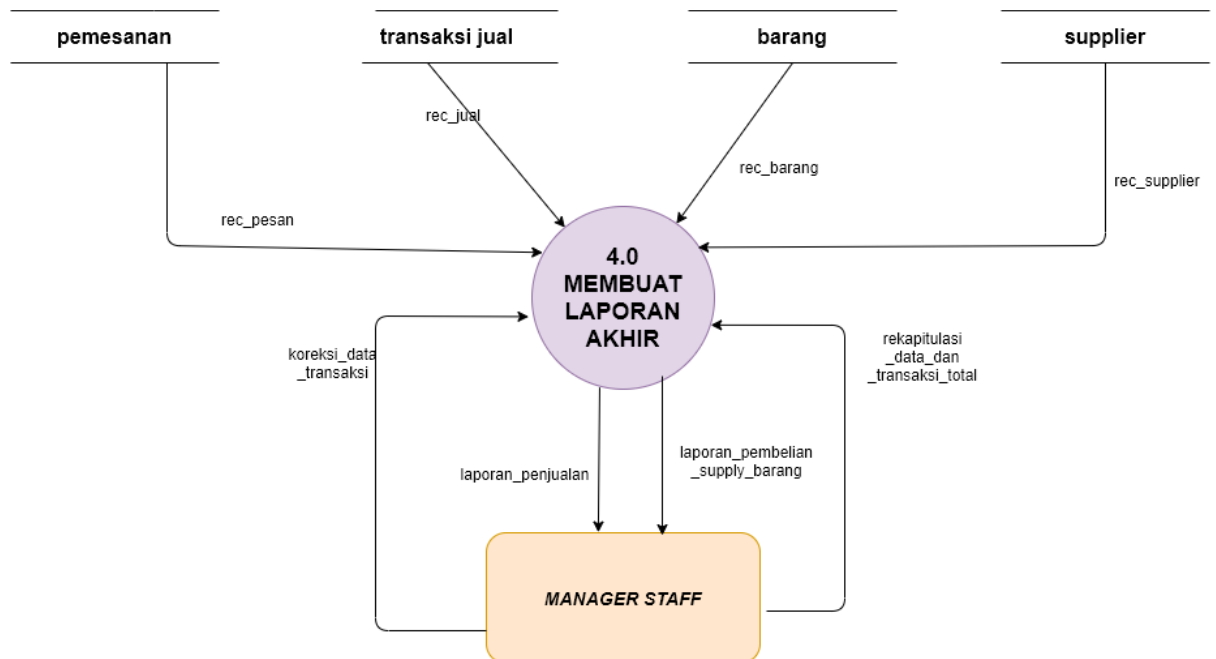 pemesanan
transaksi jual
barang
supplier
rec_jual
rec_barang
rec_supplier
rec_pesan
4.0
MEMBUAT
LAPORAN
AKHIR
koreksi_data
_transaksi
rekapitulasi
_data_dan
_transaksi_total
laporan_penjualan
laporan_pembelian
_supply_barang
MANAGER STAFF